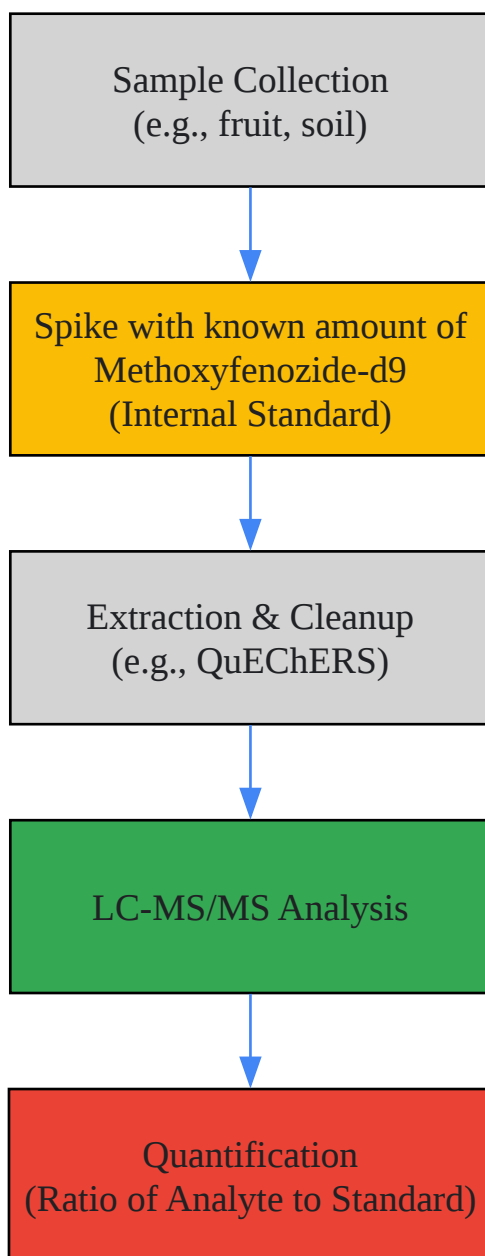 Sample Collection
(e.g., fruit, soil)
Spike with known amount of
Methoxyfenozide-d9
(Internal Standard)
Extraction & Cleanup
(e.g., QuEChERS)
LC-MS/MS Analysis
Quantification
(Ratio of Analyte to Standard)